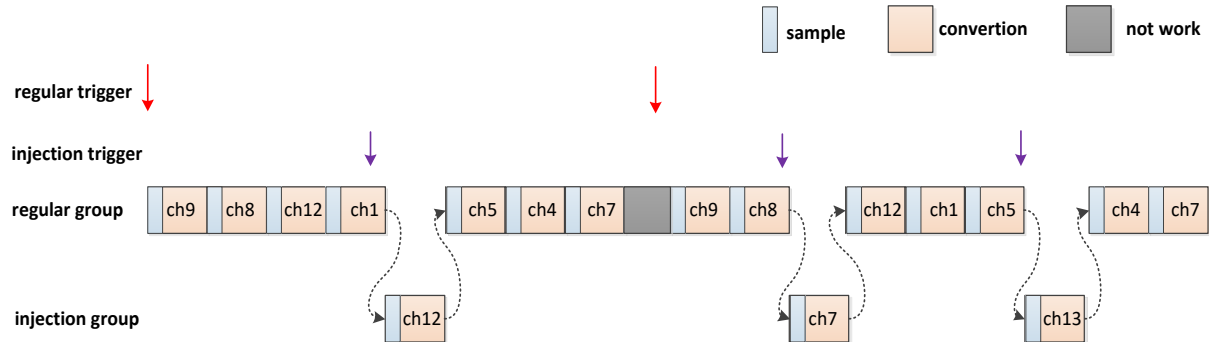 sample convertion not work
regular trigger
injection trigger
regular group ch9 ch8 ch12 ch1 ch5 ch4 ch7 ch9 ch8 ch12 ch1 ch5 ch4 ch7
injection group ch12 ch7 ch13